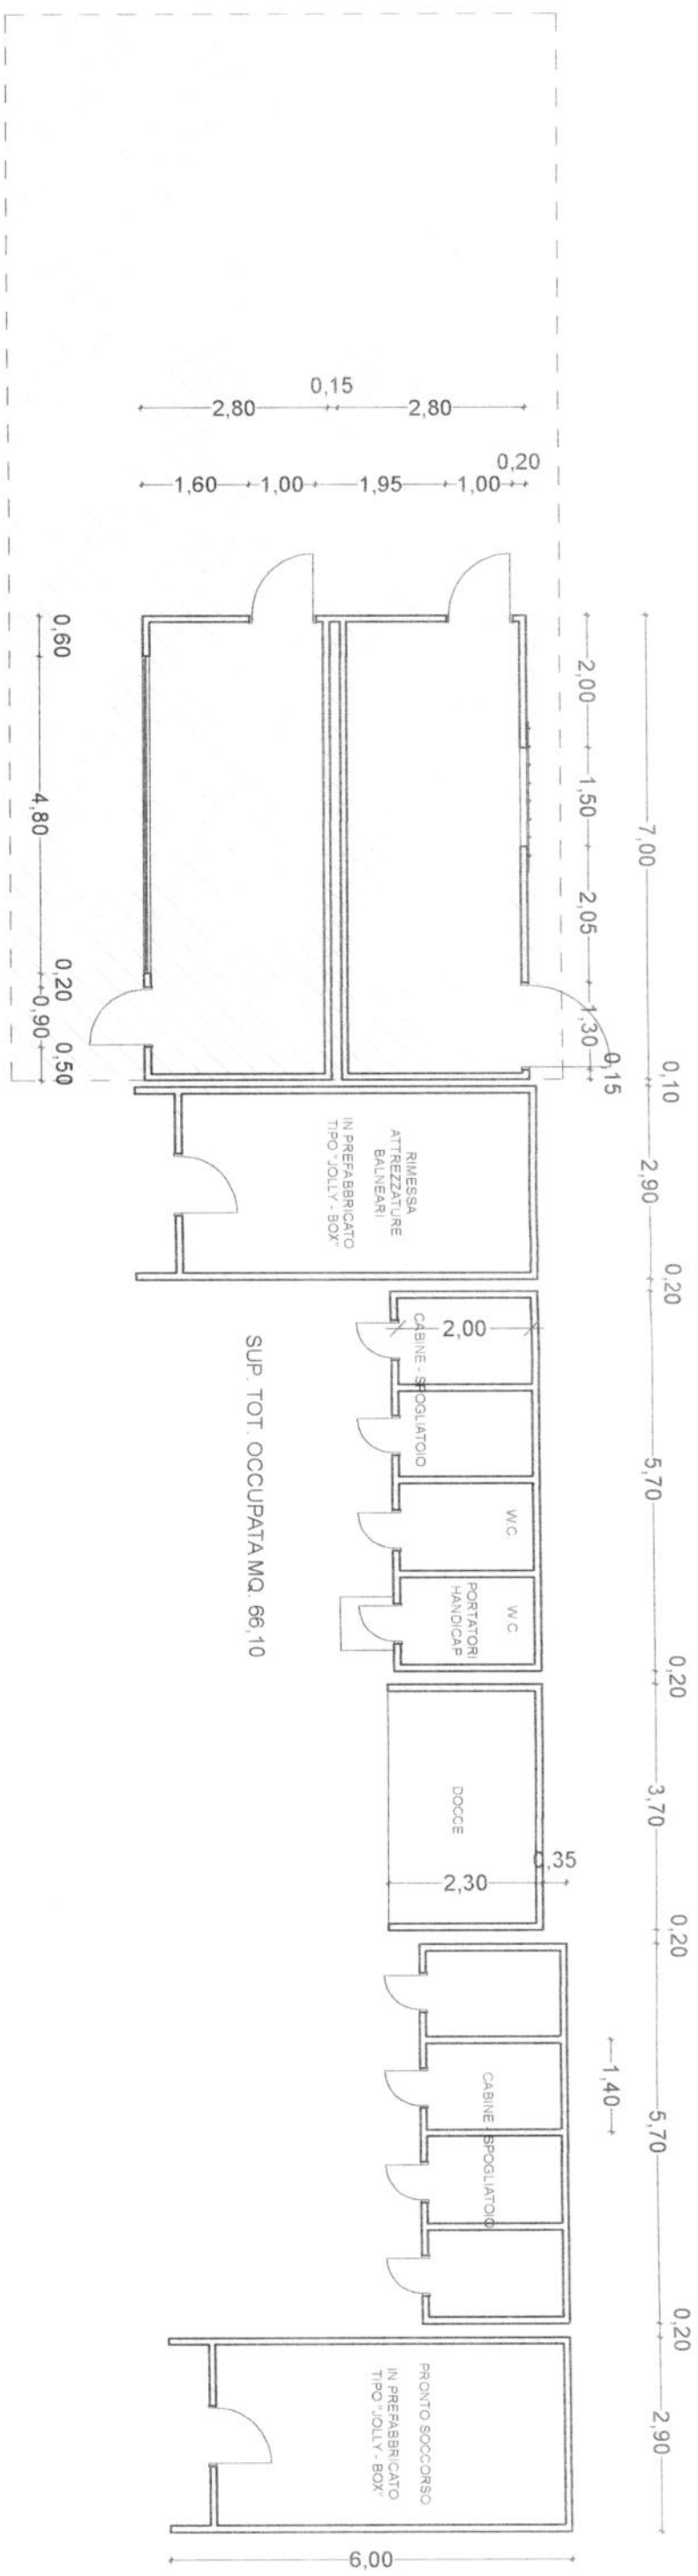 0,15
2,80
2,80
0,20
1,60
1,00
1,95
1,00
0,60
4,80
0,20
0,90
0,50
2,00
1,50
2,05
1,30
0,15
7,00
0,10
2,90
0,20
5,70
0,20
3,70
0,20
5,70
0,20
2,90
RIMESSA
ATTREZZATURE
BALNEARI
IN PREFABBRICATO
TIPO "JOLLY - BOX"
2,00
CABINE - SPOGLIATOIO
W.C.
W.C.
PORTATORI
HANDICAP
SUP. TOT. OCCUPATA MQ. 66,10
DOCCE
,35
2,30
1,40
CABINE - SPOGLIATOIO
PRONTO SOCCORSO
IN PREFABBRICATO
TIPO "JOLLY - BOX"
6,00